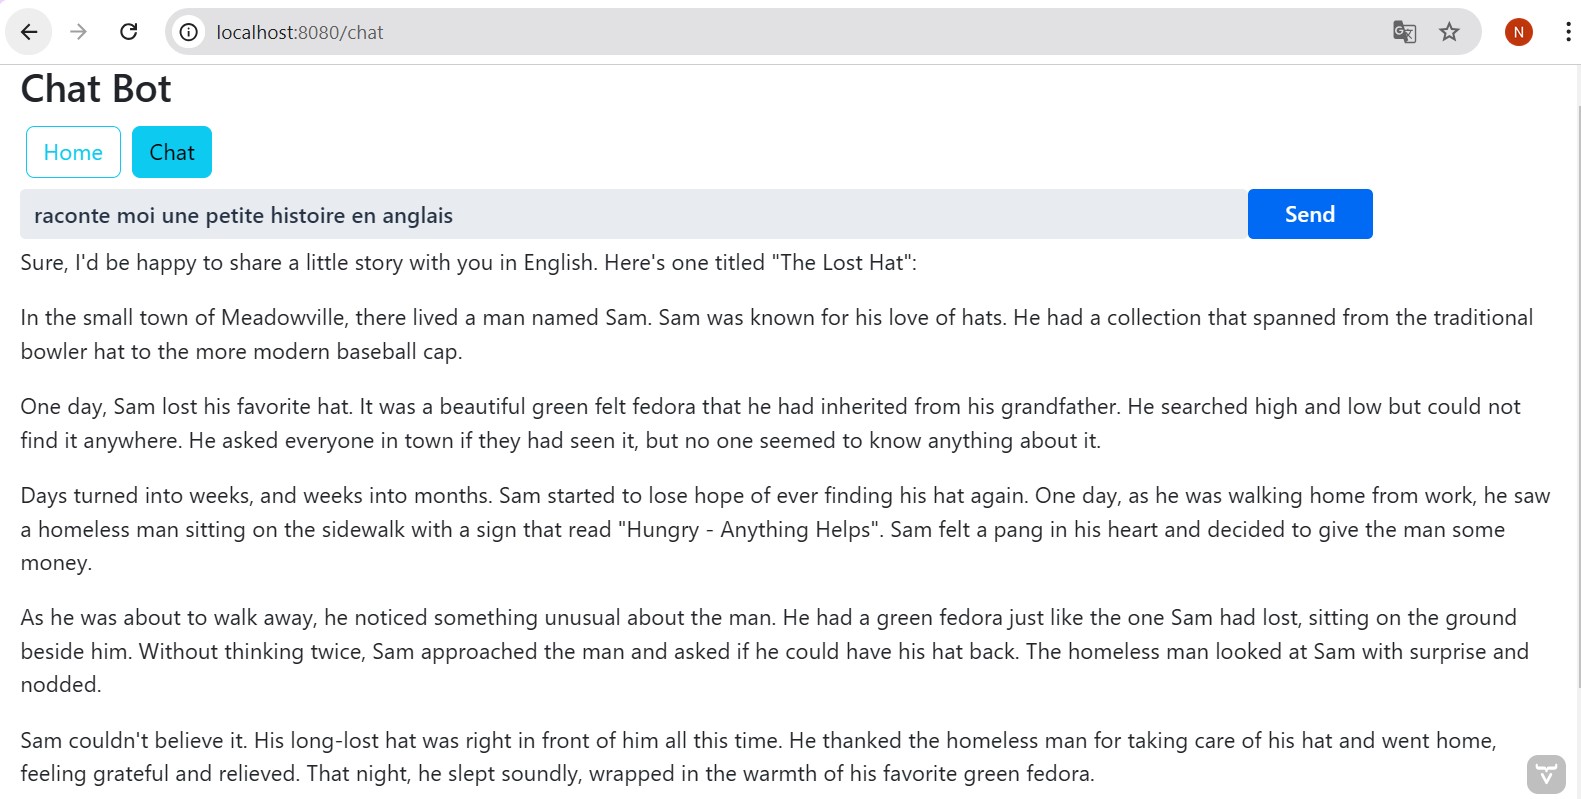 localhost:8080/chat
N
Chat Bot
Home Chat
raconte moi une petite histoire en anglais Send
Sure, I'd be happy to share a little story with you in English. Here's one titled "The Lost Hat":
In the small town of Meadowville, there lived a man named Sam. Sam was known for his love of hats. He had a collection that spanned from the traditional
bowler hat to the more modern baseball cap.
One day, Sam lost his favorite hat. It was a beautiful green felt fedora that he had inherited from his grandfather. He searched high and low but could not
find it anywhere. He asked everyone in town if they had seen it, but no one seemed to know anything about it.
Days turned into weeks, and weeks into months. Sam started to lose hope of ever finding his hat again. One day, as he was walking home from work, he saw
a homeless man sitting on the sidewalk with a sign that read "Hungry - Anything Helps". Sam felt a pang in his heart and decided to give the man some
money.
As he was about to walk away, he noticed something unusual about the man. He had a green fedora just like the one Sam had lost, sitting on the ground
beside him. Without thinking twice, Sam approached the man and asked if he could have his hat back. The homeless man looked at Sam with surprise and
nodded.
Sam couldn't believe it. His long-lost hat was right in front of him all this time. He thanked the homeless man for taking care of his hat and went home,
feeling grateful and relieved. That night, he slept soundly, wrapped in the warmth of his favorite green fedora.